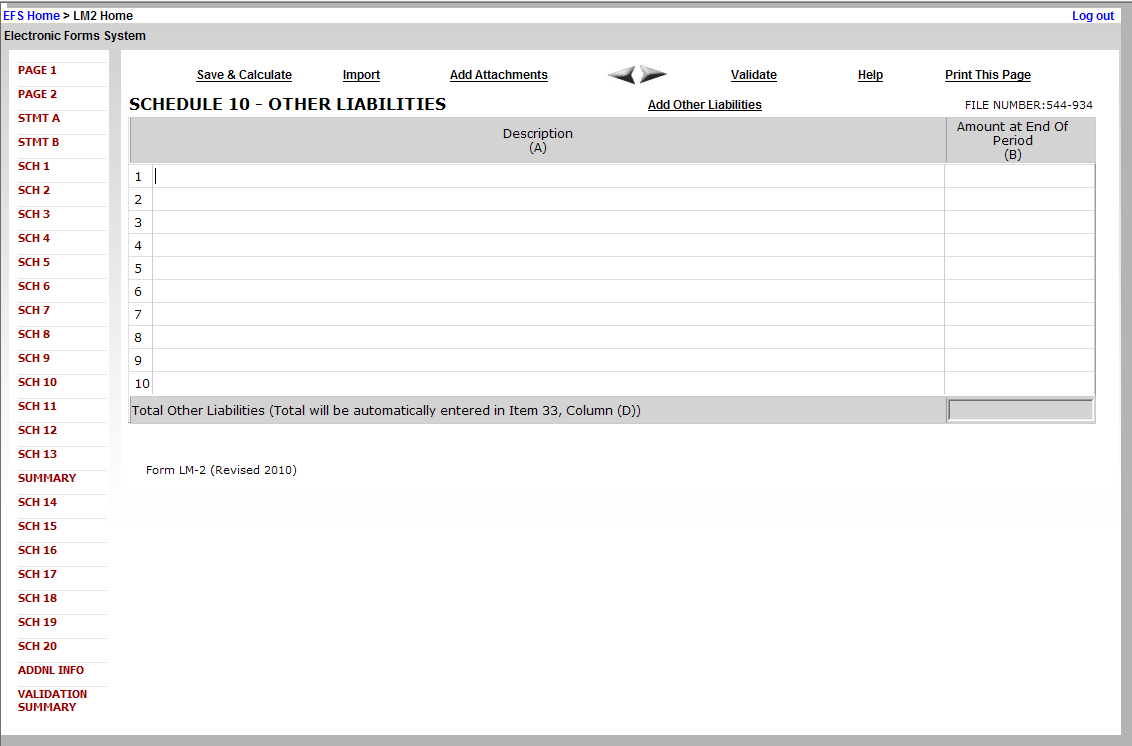 EFS Home > LM2 Home
Log out
Electronic Forms System
PAGE 1
PAGE 2
STMT A
STMT B
SCH 1
SCH 2
SCH 3
SCH 4
SCH 5
SCH 6
SCH 7
SCH 8
SCH 9
SCH 10
SCH 11
SCH 12
SCH 13
SUMMARY
SCH 14
SCH 15
SCH 16
SCH 17
SCH 18
SCH 19
SCH 20
ADDNL INFO
VALIDATION
SUMMARY
Save & Calculate Import Add Attachments Validate Help Print This Page
SCHEDULE 10 - OTHER LIABILITIES Add Other Liabilities FILE NUMBER:544-934
Description
(A)
Amount at End Of
Period
(B)
1
2
3
4
5
6
7
8
9
10
Total Other Liabilities (Total will be automatically entered in Item 33, Column (D))
Form LM-2 (Revised 2010)